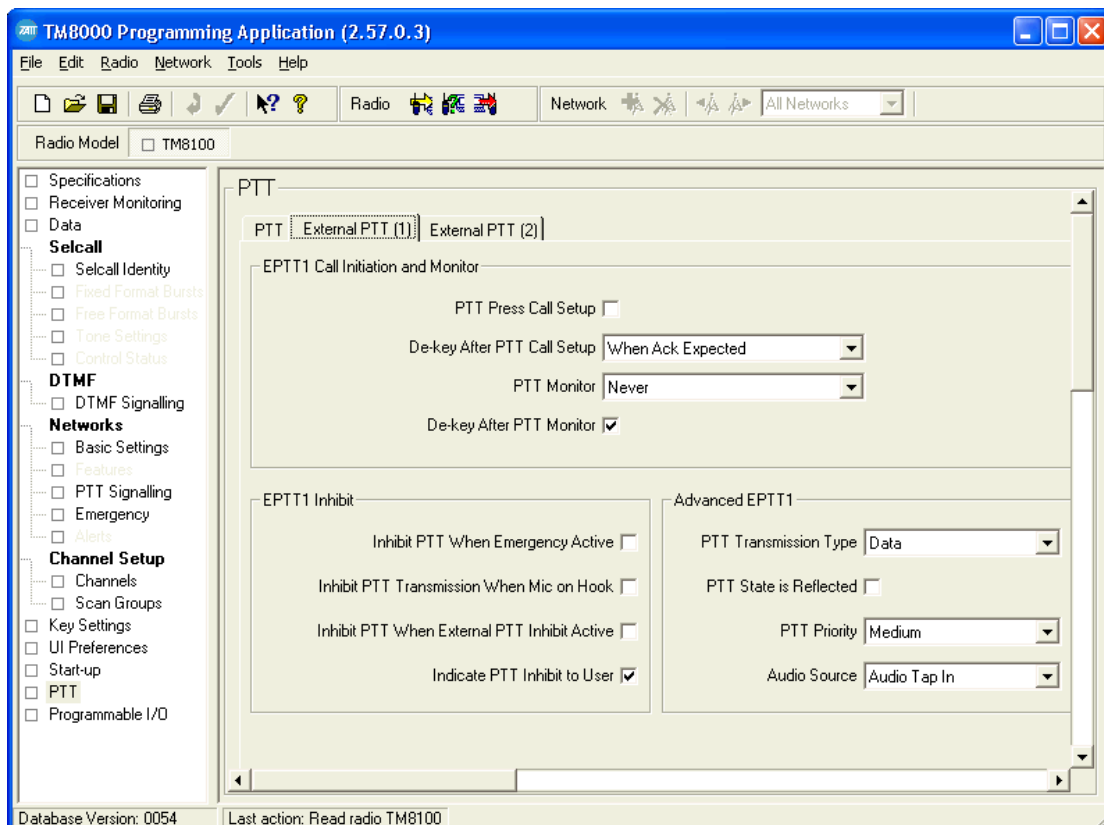 TAIT TM8000 Programming Application (2.57.0.3)
File Edit Radio Network Tools Help
Radio Network All Networks
Radio Model TM8100
Specifications
Receiver Monitoring
Data
Selcall
Selcall Identity
Fixed Format Bursts
Free Format Bursts
Tone Settings
Control Status
DTMF
DTMF Signalling
Networks
Basic Settings
Features
PTT Signalling
Emergency
Alerts
Channel Setup
Channels
Scan Groups
Key Settings
UI Preferences
Start-up
PTT
Programmable I/O
PTT
PTT External PTT (1) External PTT (2)
EPTT1 Call Initiation and Monitor
PTT Press Call Setup
De-key After PTT Call Setup When Ack Expected
PTT Monitor Never
De-key After PTT Monitor
EPTT1 Inhibit
Inhibit PTT When Emergency Active
Inhibit PTT Transmission When Mic on Hook
Inhibit PTT When External PTT Inhibit Active
Indicate PTT Inhibit to User
Advanced EPTT1
PTT Transmission Type Data
PTT State is Reflected
PTT Priority Medium
Audio Source Audio Tap In
Database Version: 0054 Last action: Read radio TM8100